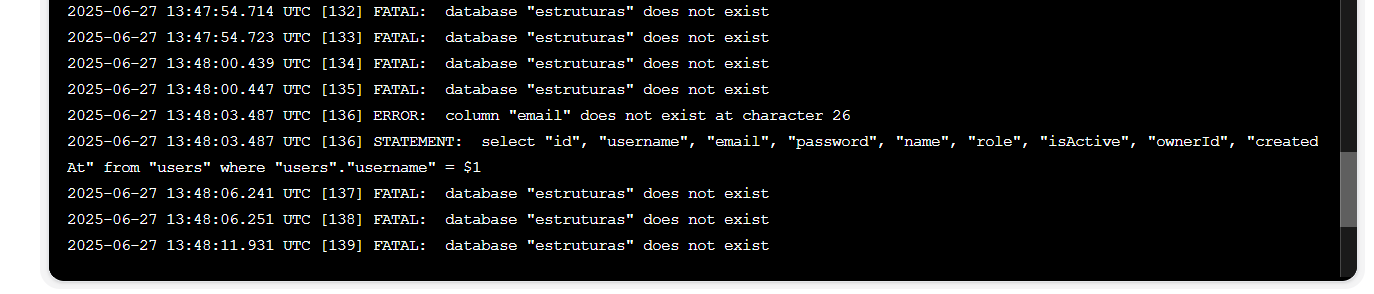 2025-06-27 13:47:54.714 UTC [132] FATAL:  database "estruturas" does not exist
2025-06-27 13:47:54.723 UTC [133] FATAL:  database "estruturas" does not exist
2025-06-27 13:48:00.439 UTC [134] FATAL:  database "estruturas" does not exist
2025-06-27 13:48:00.447 UTC [135] FATAL:  database "estruturas" does not exist
2025-06-27 13:48:03.487 UTC [136] ERROR:  column "email" does not exist at character 26
2025-06-27 13:48:03.487 UTC [136] STATEMENT:  select "id", "username", "email", "password", "name", "role", "isActive", "ownerId", "created
At" from "users" where "users"."username" = $1
2025-06-27 13:48:06.241 UTC [137] FATAL:  database "estruturas" does not exist
2025-06-27 13:48:06.251 UTC [138] FATAL:  database "estruturas" does not exist
2025-06-27 13:48:11.931 UTC [139] FATAL:  database "estruturas" does not exist